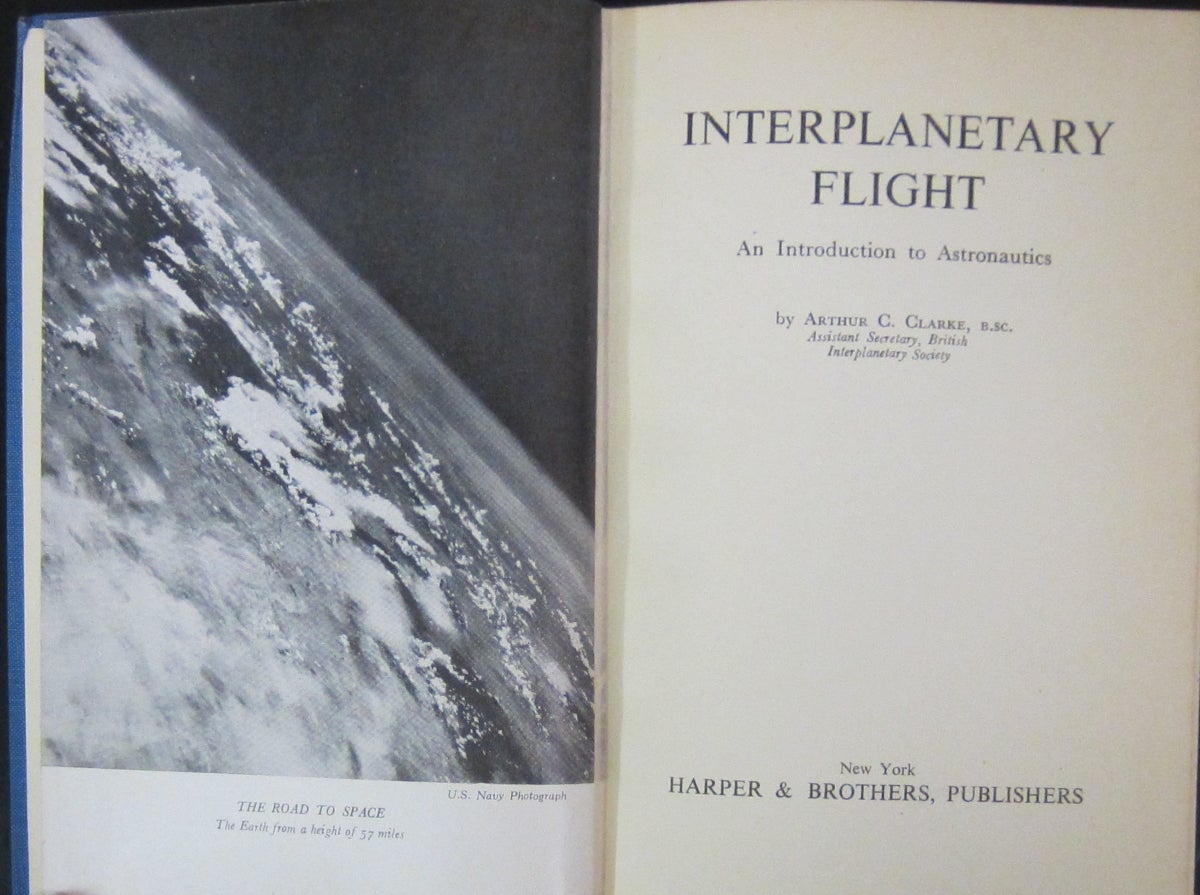 U.S. Navy Photograph
THE ROAD TO SPACE
The Earth from a height of 57 miles
INTERPLANETARY
FLIGHT
An Introduction to Astronautics
by ARTHUR C. CLARKE, B.SC.
Assistant Secretary, British
Interplanetary Society
New York
HARPER & BROTHERS, PUBLISHERS